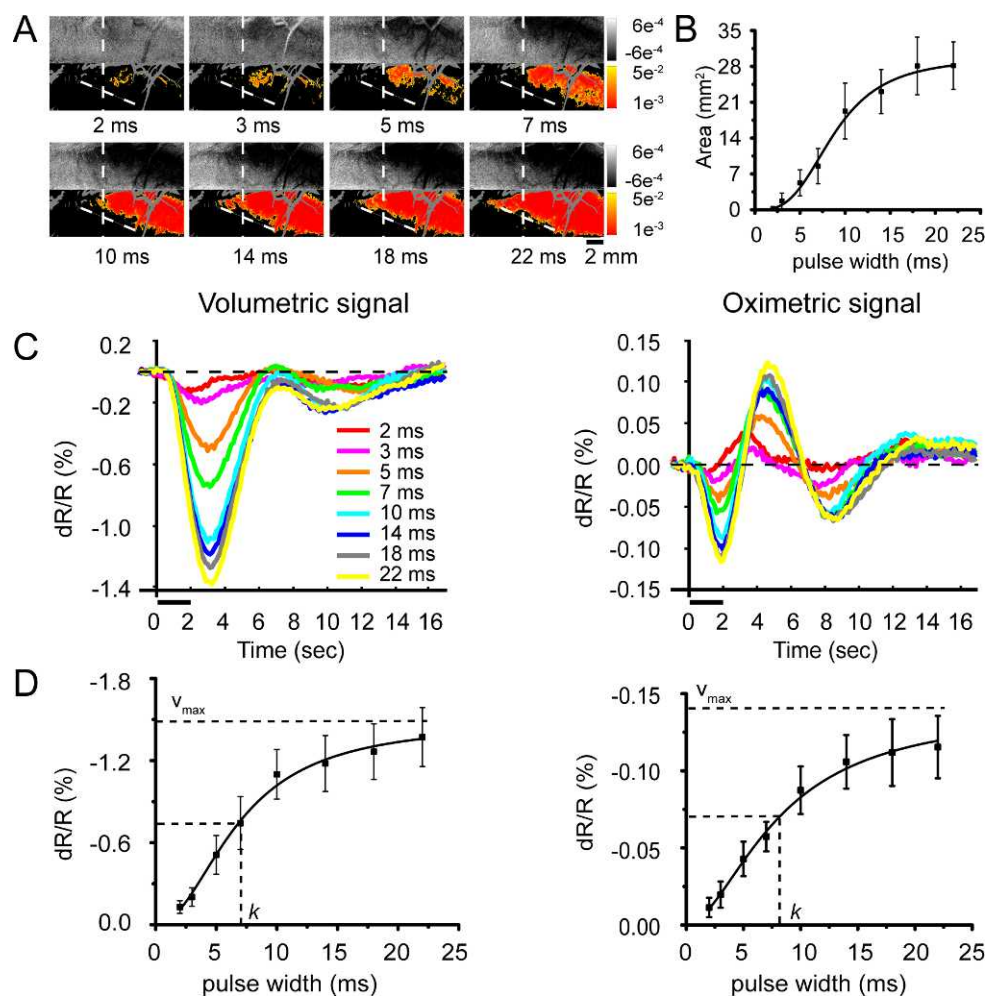 A
6e-4
-6e-4
5e-2
1e-3
2 ms
3 ms
5 ms
7 ms
6e-4
-6e-4
5e-2
1e-3
10 ms
14 ms
18 ms
22 ms
2 mm
B
Area (mm²)
35
28
21
14
7
0
0
5
10
15
20
25
pulse width (ms)
Volumetric signal
Oximetric signal
C
dR/R (%)
0.2
-0.2
-0.6
-1.0
-1.4
2 ms
3 ms
5 ms
7 ms
10 ms
14 ms
18 ms
22 ms
0
2
4
6
8
10
12
14
16
Time (sec)
dR/R (%)
0.15
0.10
0.05
0.00
-0.05
-0.10
-0.15
0
2
4
6
8
10
12
14
16
Time (sec)
D
dR/R (%)
-1.8
-1.2
-0.6
0.0
vmax
k
0
5
10
15
20
25
pulse width (ms)
dR/R (%)
-0.15
-0.10
-0.05
-0.00
vmax
k
0
5
10
15
20
25
pulse width (ms)